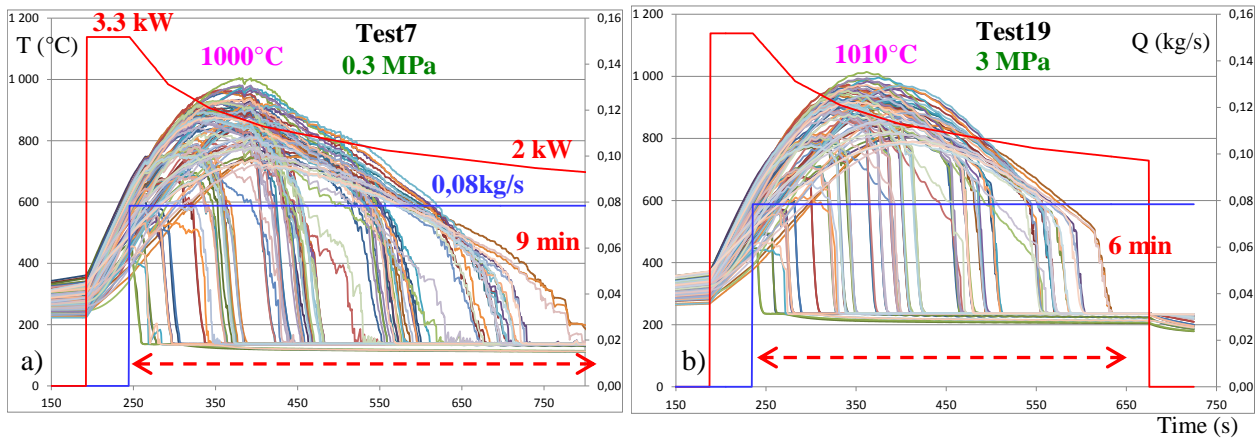 3.3 kW
T (°C)
Test7
1000°C
0.3 MPa
2 kW
0,08kg/s
9 min
a)
1 200
1 000
800
600
400
200
0
150
250
350
450
550
650
750
0,16
0,14
0,12
0,10
0,08
0,06
0,04
0,02
0,00
Test19
Q (kg/s)
1010°C
3 MPa
6 min
b)
1 200
1 000
800
600
400
200
0
150
250
350
450
550
650
750
0,16
0,14
0,12
0,10
0,08
0,06
0,04
0,02
0,00
Time (s)